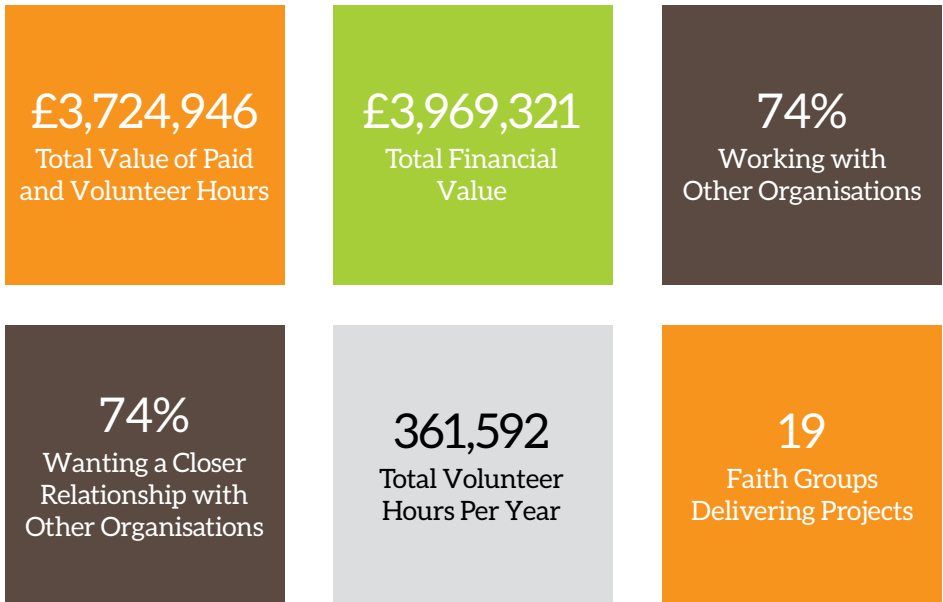 £3,724,946
Total Value of Paid
and Volunteer Hours
£3,969,321
Total Financial
Value
74%
Working with
Other Organisations
74%
Wanting a Closer
Relationship with
Other Organisations
361,592
Total Volunteer
Hours Per Year
19
Faith Groups
Delivering Projects